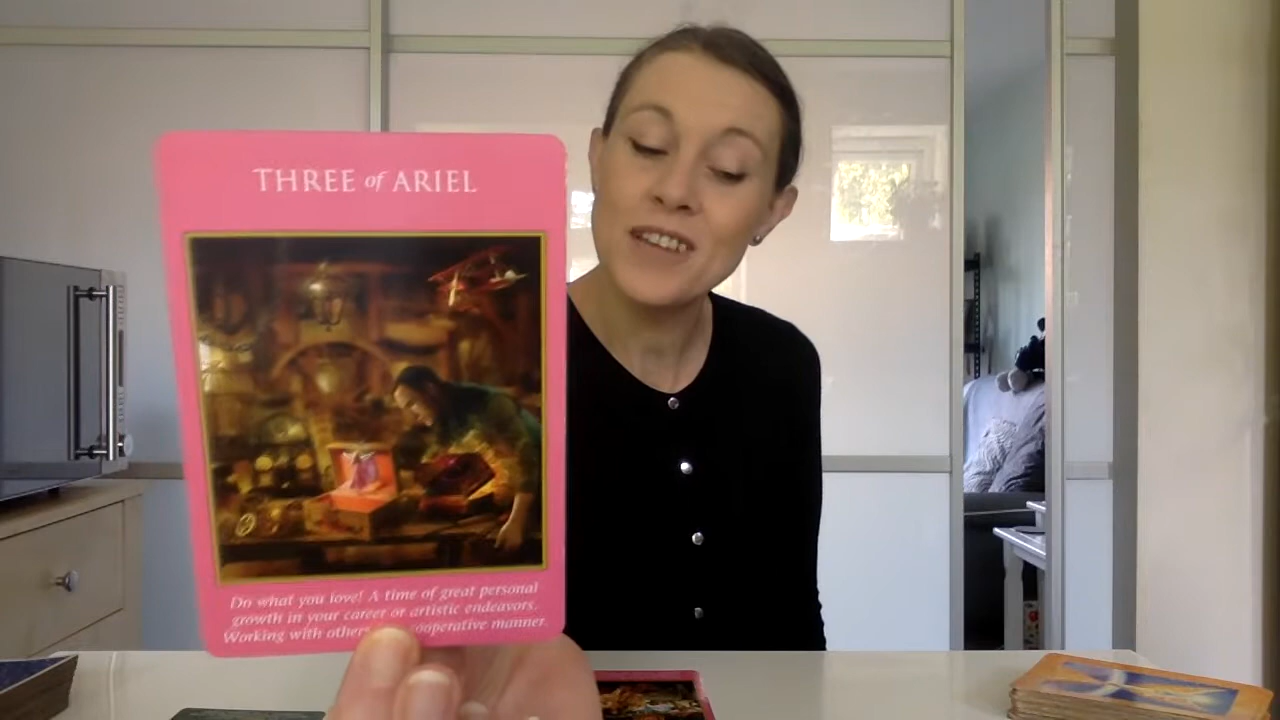 THREE of ARIEL
Do what you love! A time of great personal
growth in your career or artistic endeavors.
Working with others cooperative manner.